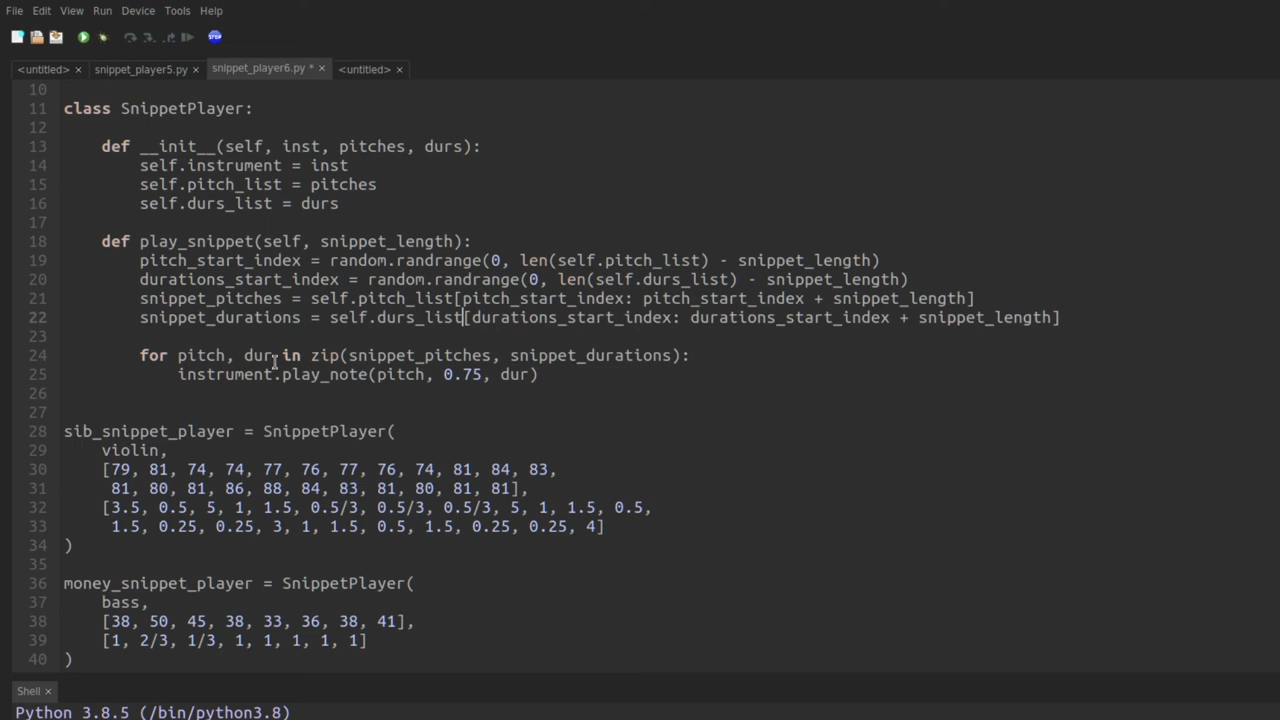 File Edit View Run Device Tools Help
STOP
<untitled> × snippet_player5.py × snippet_player6.py * × <untitled> ×
10
11 class SnippetPlayer:
12
13 def __init__(self, inst, pitches, durs):
14 self.instrument = inst
15 self.pitch_list = pitches
16 self.durs_list = durs
17
18 def play_snippet(self, snippet_length):
19 pitch_start_index = random.randrange(0, len(self.pitch_list) - snippet_length)
20 durations_start_index = random.randrange(0, len(self.durs_list) - snippet_length)
21 snippet_pitches = self.pitch_list[pitch_start_index: pitch_start_index + snippet_length]
22 snippet_durations = self.durs_list[durations_start_index: durations_start_index + snippet_length]
23
24 for pitch, dur in zip(snippet_pitches, snippet_durations):
25 instrument.play_note(pitch, 0.75, dur)
26
27
28 sib_snippet_player = SnippetPlayer(
29 violin,
30 [79, 81, 74, 74, 77, 76, 77, 76, 74, 81, 84, 83,
31 81, 80, 81, 86, 88, 84, 83, 81, 80, 81, 81],
32 [3.5, 0.5, 5, 1, 1.5, 0.5/3, 0.5/3, 0.5/3, 5, 1, 1.5, 0.5,
33 1.5, 0.25, 0.25, 3, 1, 1.5, 0.5, 1.5, 0.25, 0.25, 4]
34 )
35
36 money_snippet_player = SnippetPlayer(
37 bass,
38 [38, 50, 45, 38, 33, 36, 38, 41],
39 [1, 2/3, 1/3, 1, 1, 1, 1, 1]
40 )
Shell ×
Python 3.8.5 (/bin/python3.8)